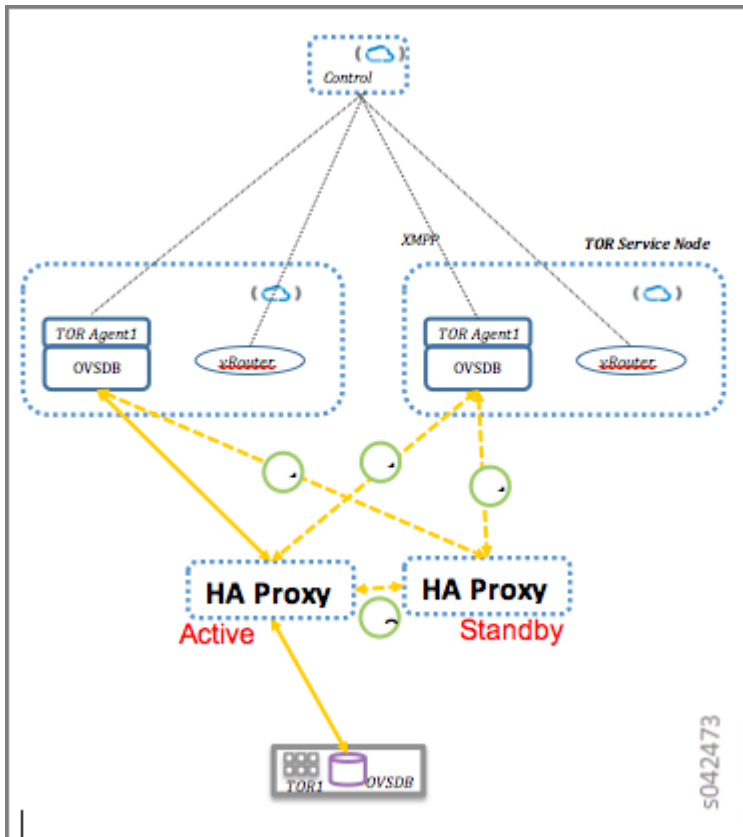 Control
XMPP
TOR Service Node
TOR Agent1
OVSDB
vRouter
TOR Agent1
OVSDB
vRouter
HA Proxy
Active
HA Proxy
Standby
TOR1
OVSDB
s042473